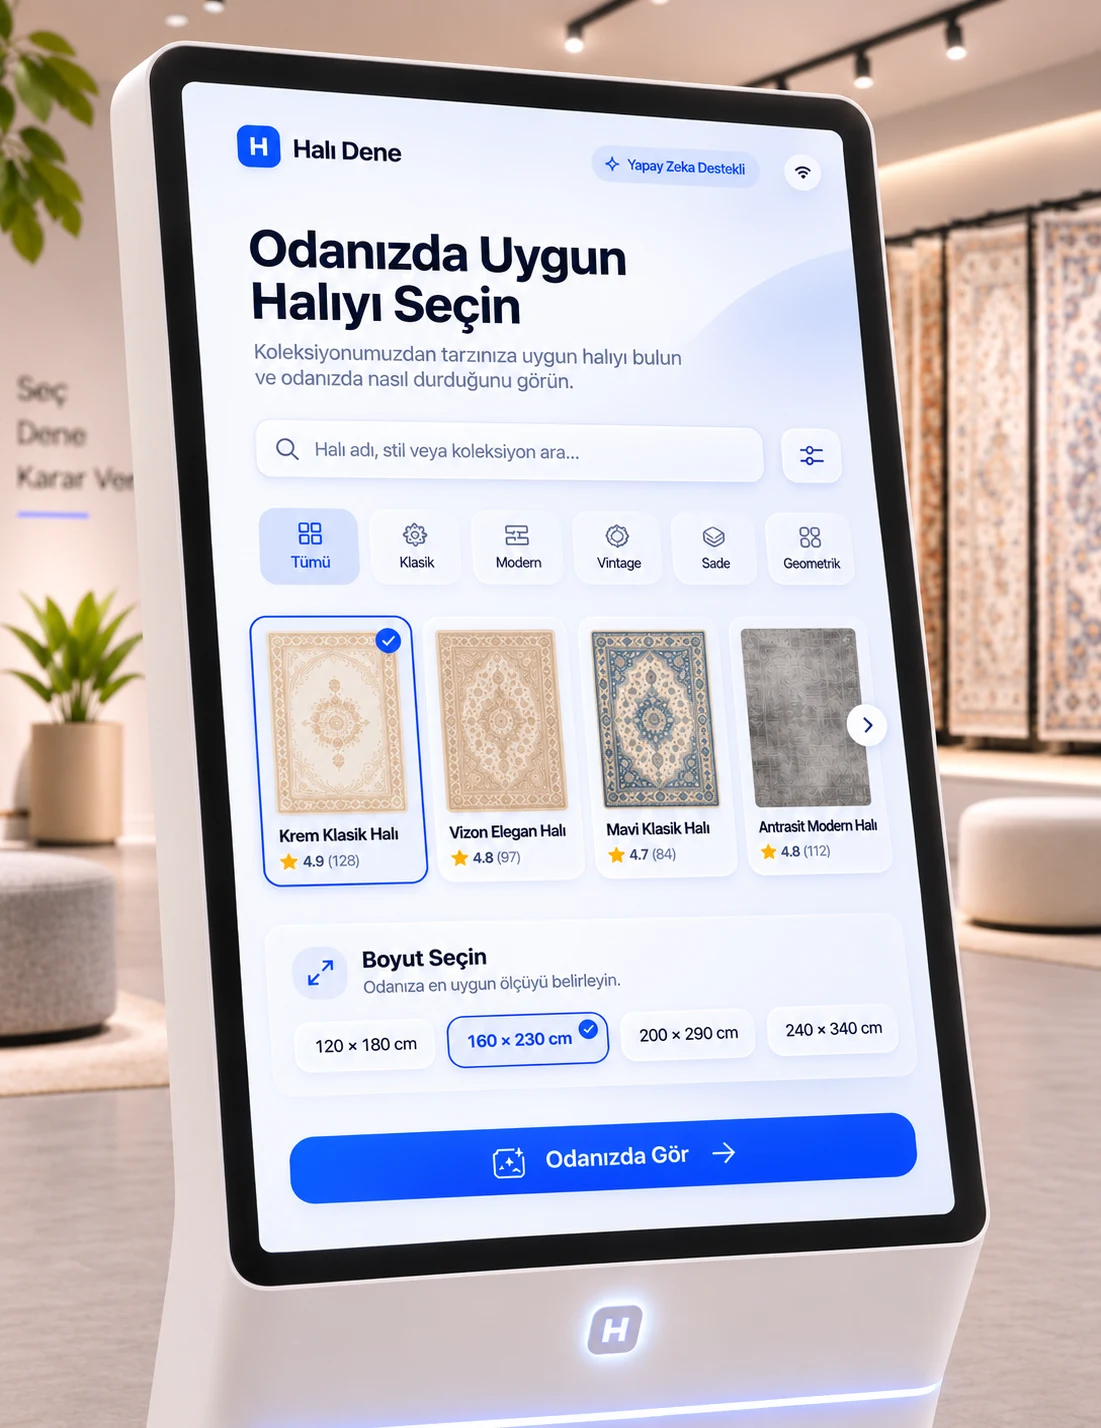 H
Halı Dene
Yapay Zeka Destekli
Odanızda Uygun
Halıyı Seçin
Koleksiyonumuzdan tarzınıza uygun halıyı bulun
ve odanızda nasıl durduğunu görün.
Seç
Dene
Karar Ver
Halı adı, stil veya koleksiyon ara...
Tümü
Klasik
Modern
Vintage
Sade
Geometrik
Krem Klasik Halı
4.9 (128)
Vizon Elegan Halı
4.8 (97)
Mavi Klasik Halı
4.7 (84)
Antrasit Modern Halı
4.8 (112)
Boyut Seçin
Odanıza en uygun ölçüyü belirleyin.
120 × 180 cm
160 × 230 cm
200 × 290 cm
240 × 340 cm
Odanızda Gör
H